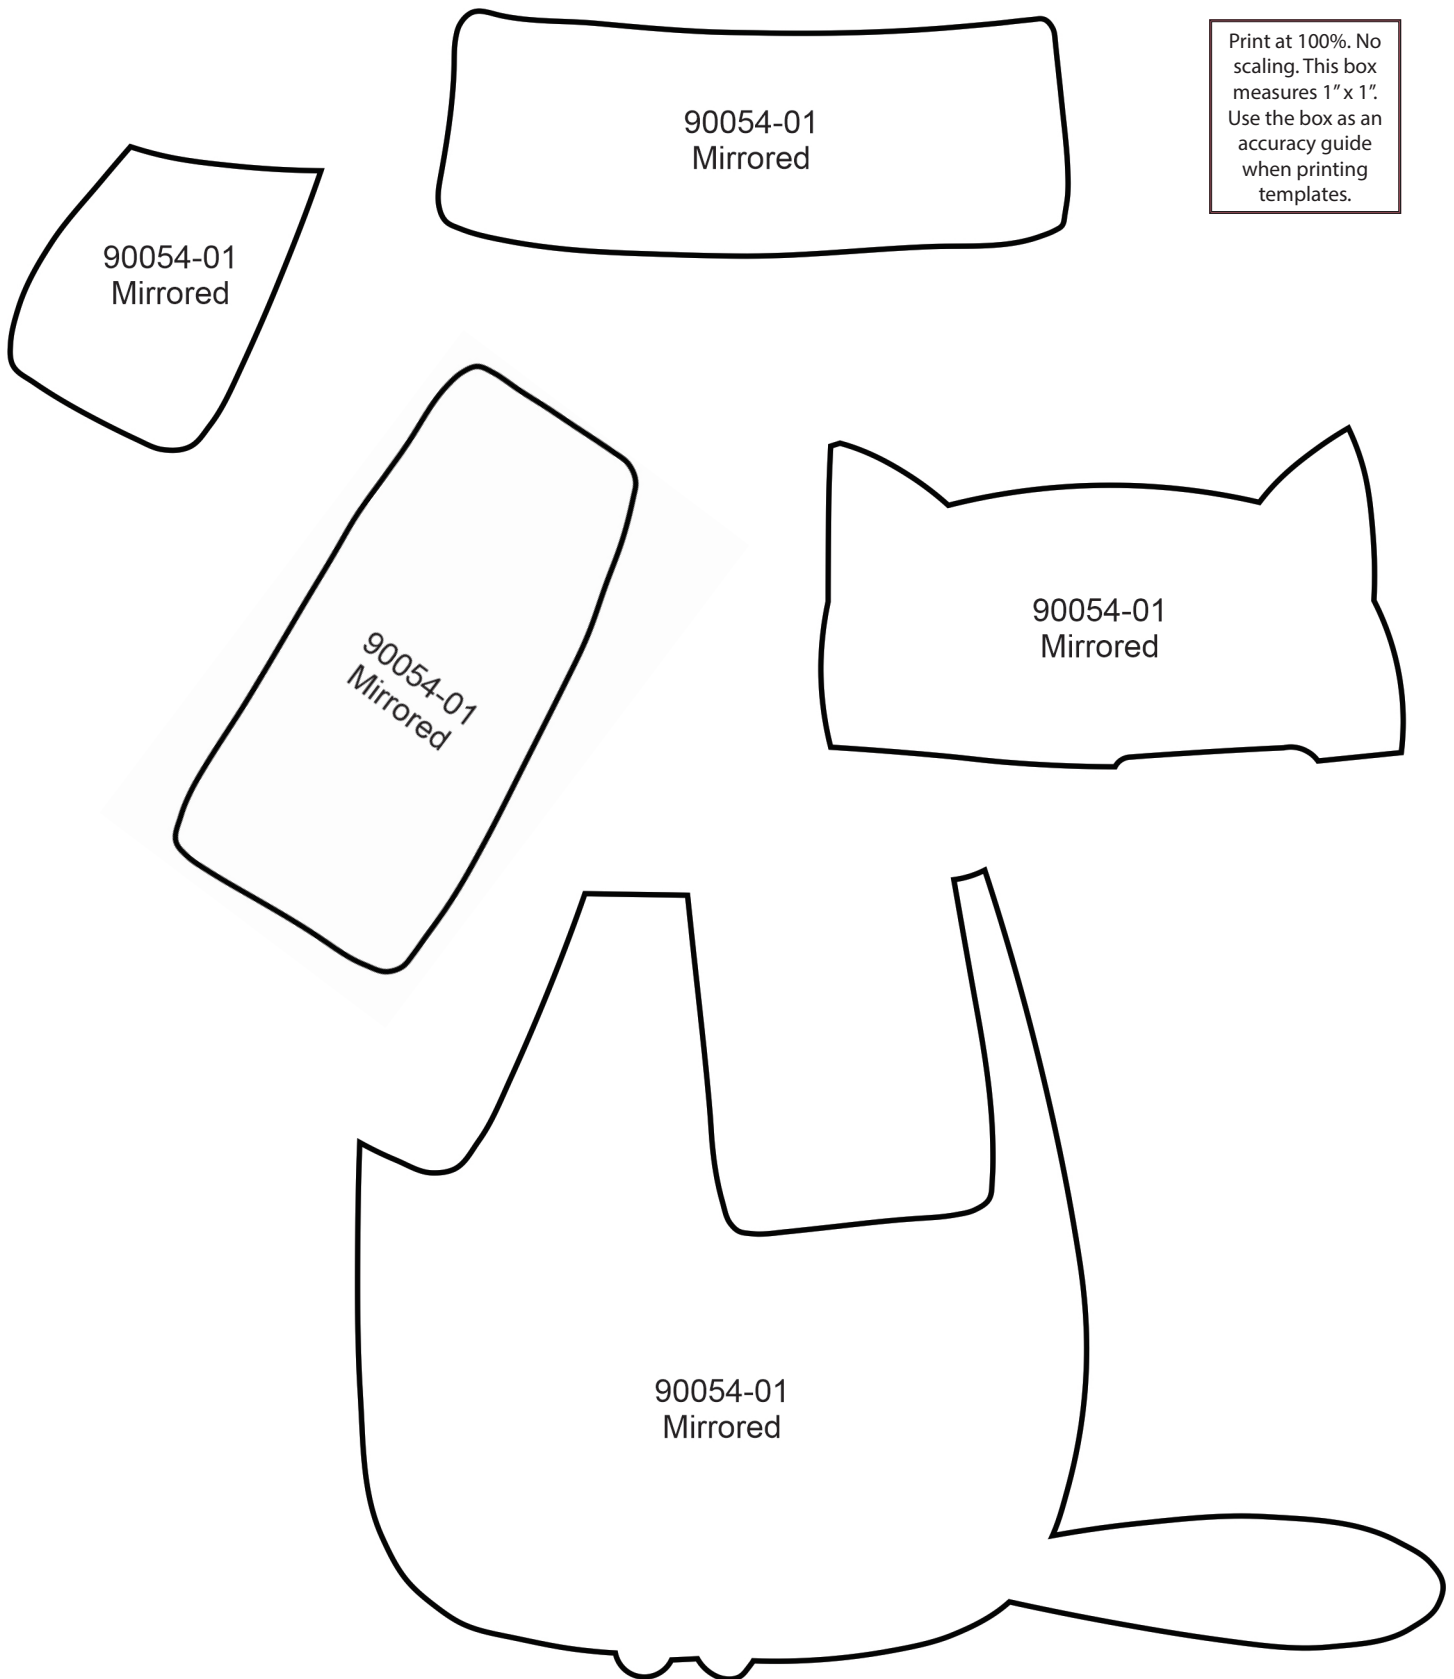 90054-01
Mirrored
Print at 100%. No
scaling. This box
measures 1” x 1”.
Use the box as an
accuracy guide
when printing
templates.
90054-01
Mirrored
90054-01
Mirrored
90054-01
Mirrored
90054-01
Mirrored